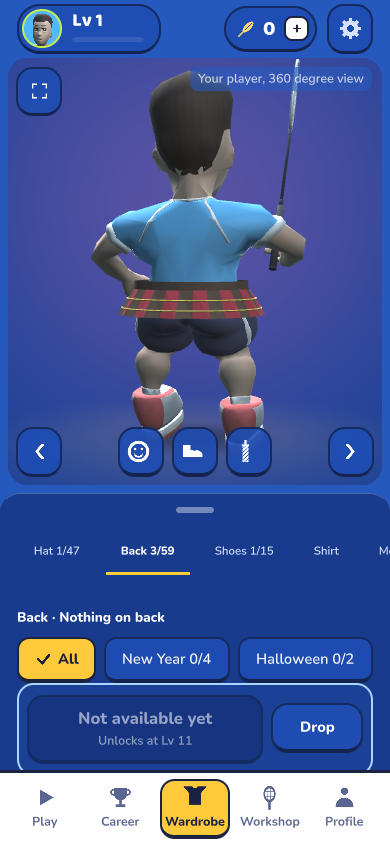 Lv 1
0
+
Your player, 360 degree view
Hat 1/47
Back 3/59
Shoes 1/15
Shirt
Back · Nothing on back
All
New Year 0/4
Halloween 0/2
Not available yet
Unlocks at Lv 11
Drop
Play
Career
Wardrobe
Workshop
Profile